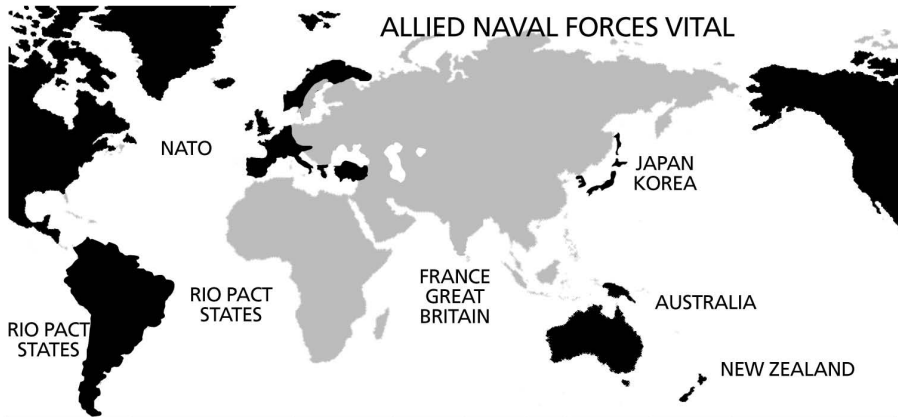 ALLIED NAVAL FORCES VITAL
NATO
JAPAN
KOREA
RIO PACT
STATES
RIO PACT
STATES
FRANCE
GREAT
BRITAIN
AUSTRALIA
NEW ZEALAND